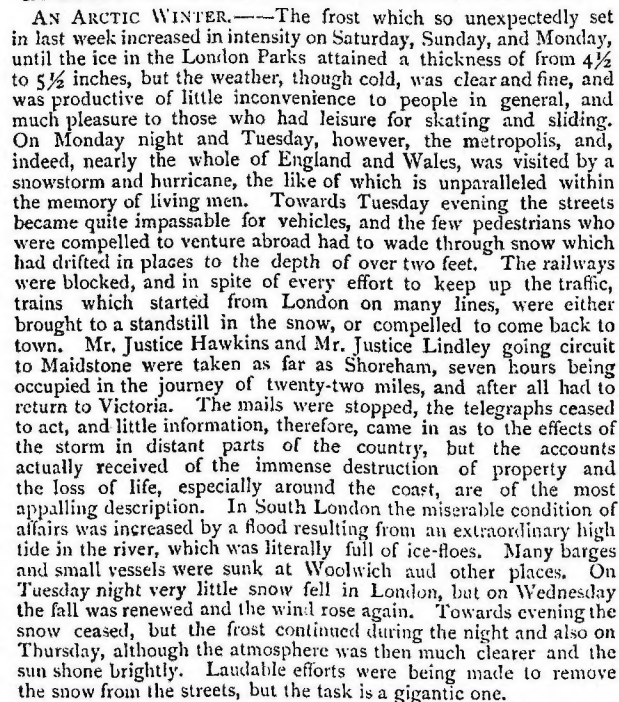 AN ARCTIC WINTER.——The frost which so unexpectedly set
in last week increased in intensity on Saturday, Sunday, and Monday,
until the ice in the London Parks attained a thickness of from 4½
to 5½ inches, but the weather, though cold, was clear and fine, and
was productive of little inconvenience to people in general, and
much pleasure to those who had leisure for skating and sliding.
On Monday night and Tuesday, however, the metropolis, and,
indeed, nearly the whole of England and Wales, was visited by a
snowstorm and hurricane, the like of which is unparalleled within
the memory of living men. Towards Tuesday evening the streets
became quite impassable for vehicles, and the few pedestrians who
were compelled to venture abroad had to wade through snow which
had drifted in places to the depth of over two feet. The railways
were blocked, and in spite of every effort to keep up the traffic,
trains which started from London on many lines, were either
brought to a standstill in the snow, or compelled to come back to
town. Mr. Justice Hawkins and Mr. Justice Lindley going circuit
to Maidstone were taken as far as Shoreham, seven hours being
occupied in the journey of twenty-two miles, and after all had to
return to Victoria. The mails were stopped, the telegraphs ceased
to act, and little information, therefore, came in as to the effects of
the storm in distant parts of the country, but the accounts
actually received of the immense destruction of property and
the loss of life, especially around the coast, are of the most
appalling description. In South London the miserable condition of
affairs was increased by a flood resulting from an extraordinary high
tide in the river, which was literally full of ice-floes. Many barges
and small vessels were sunk at Woolwich aud other places. On
Tuesday night very little snow fell in London, but on Wednesday
the fall was renewed and the wind rose again. Towards evening the
snow ceased, but the frost continued during the night and also on
Thursday, although the atmosphere was then much clearer and the
sun shone brightly. Laudable efforts were being made to remove
the snow from the streets, but the task is a gigantic one.